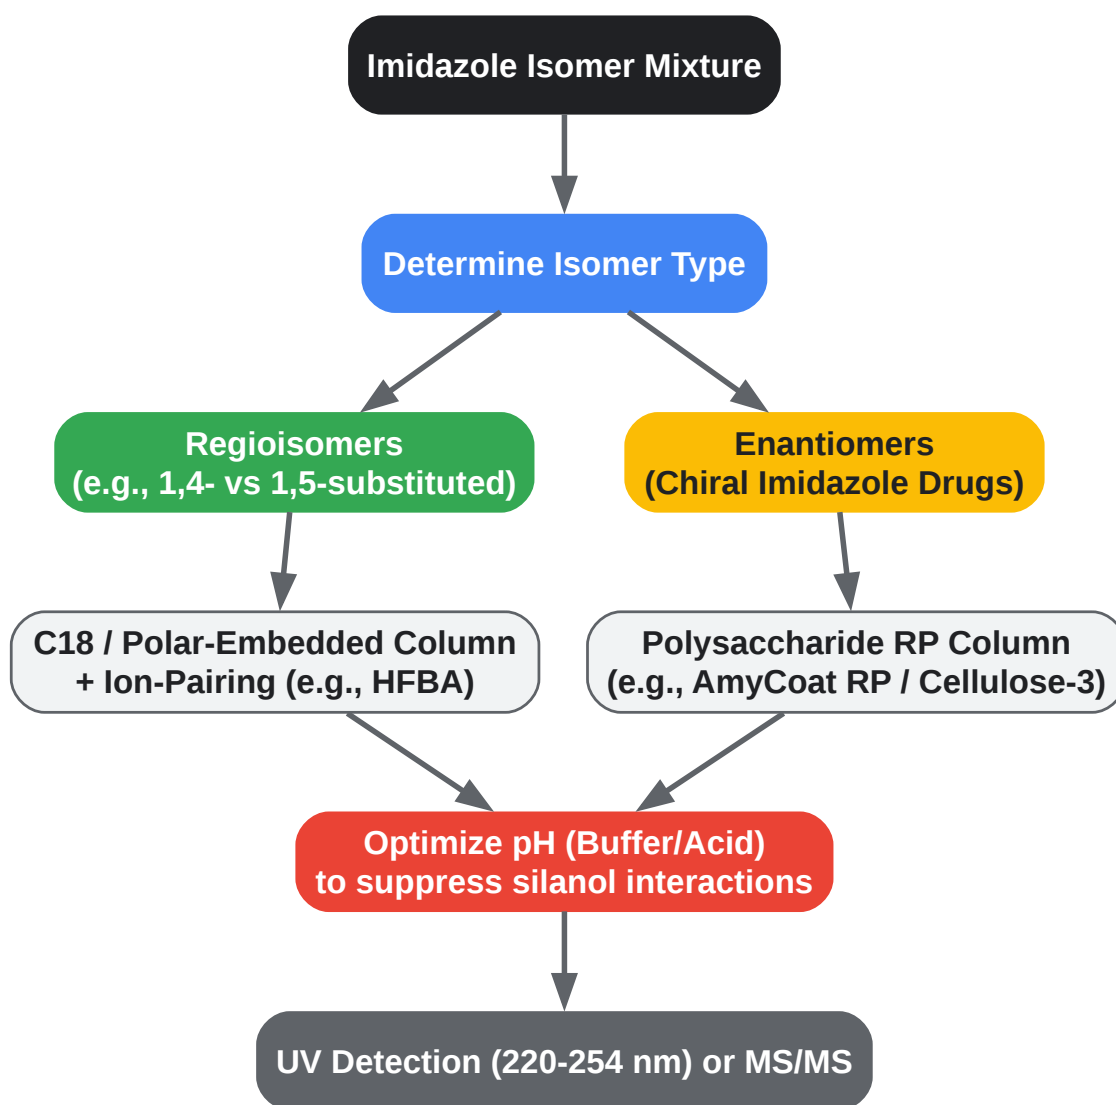 Imidazole Isomer Mixture
Determine Isomer Type
Regioisomers
(e.g., 1,4- vs 1,5-substituted)
Enantiomers
(Chiral Imidazole Drugs)
C18 / Polar-Embedded Column
+ Ion-Pairing (e.g., HFBA)
Polysaccharide RP Column
(e.g., AmyCoat RP / Cellulose-3)
Optimize pH (Buffer/Acid)
to suppress silanol interactions
UV Detection (220-254 nm) or MS/MS